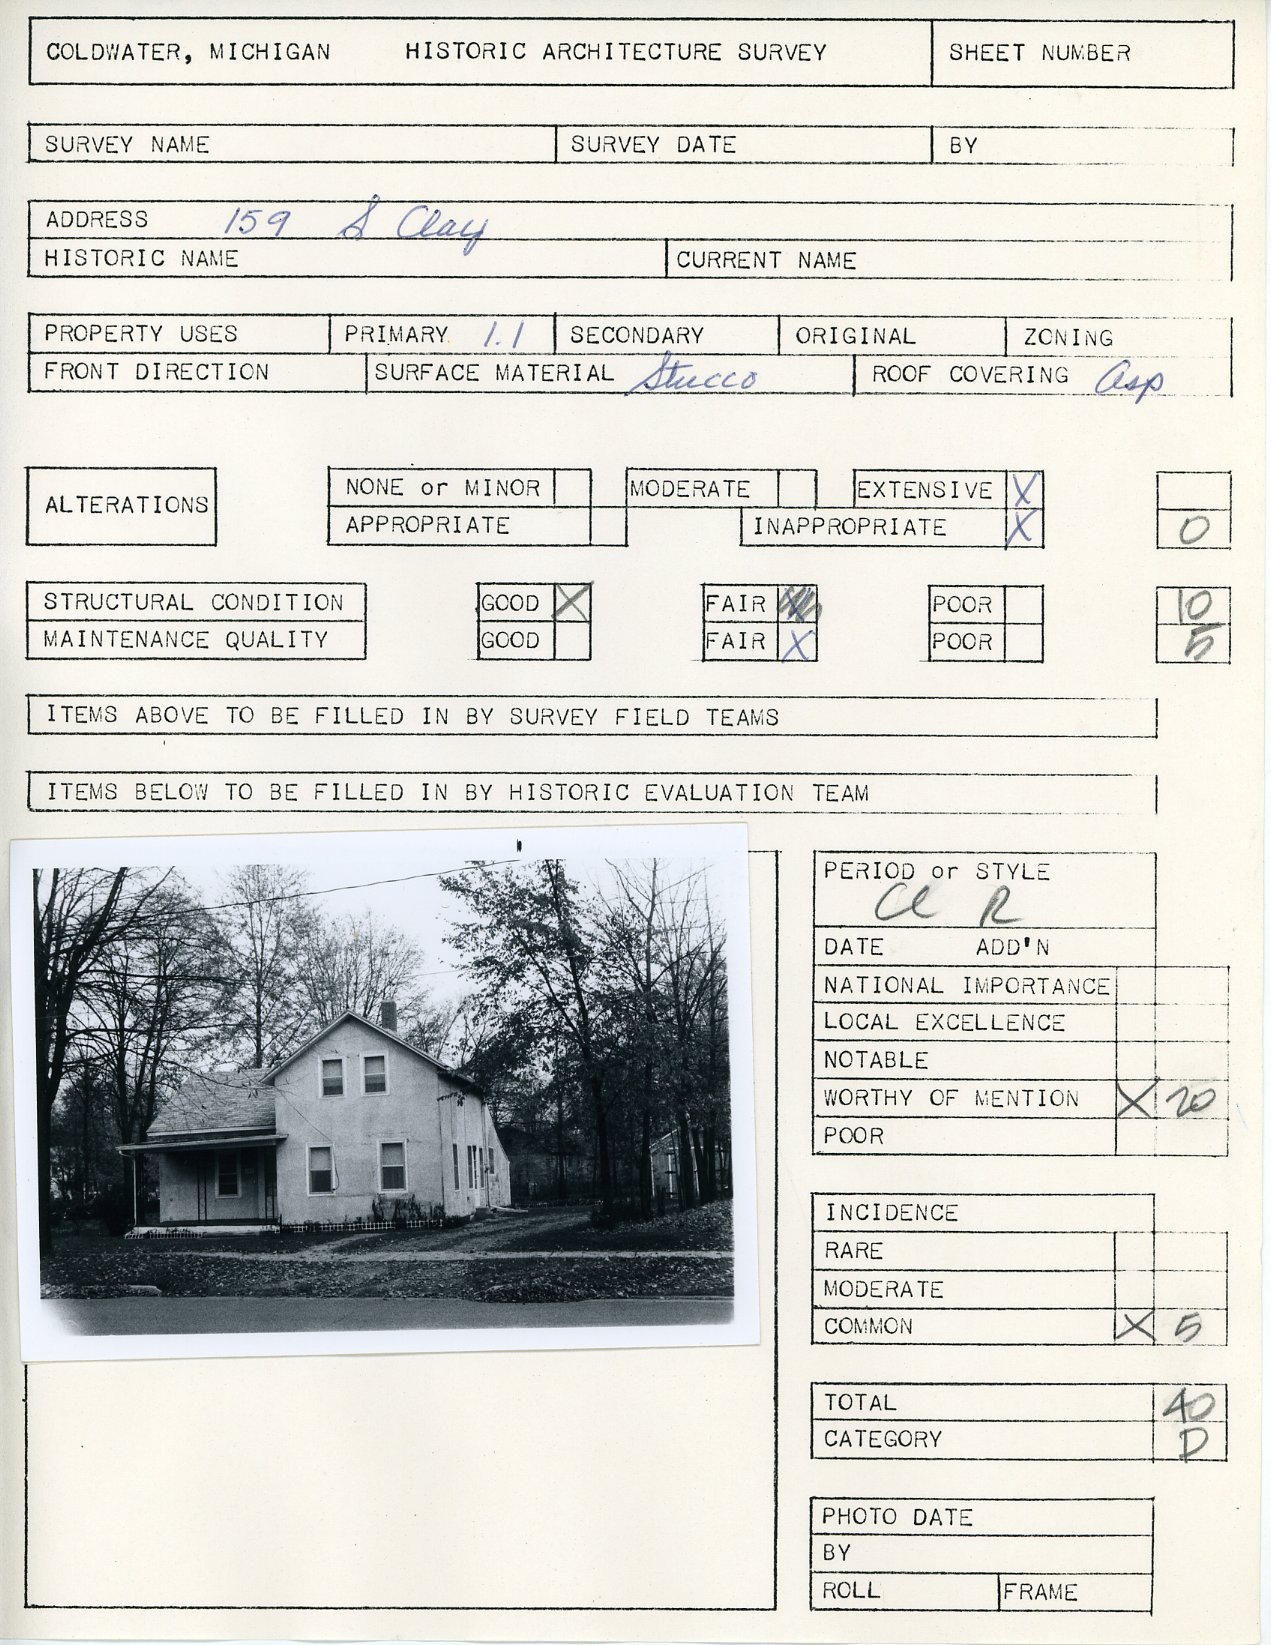 COLDWATER, MICHIGAN HISTORIC ARCHITECTURE SURVEY SHEET NUMBER
SURVEY NAME SURVEY DATE BY
ADDRESS 159 S Clay
HISTORIC NAME CURRENT NAME
PROPERTY USES PRIMARY 1.1 SECONDARY ORIGINAL ZONING
FRONT DIRECTION SURFACE MATERIAL Stucco ROOF COVERING Asp
ALTERATIONS
NONE or MINOR MODERATE EXTENSIVE X
APPROPRIATE INAPPROPRIATE X 0
STRUCTURAL CONDITION GOOD X FAIR POOR 10
MAINTENANCE QUALITY GOOD FAIR X POOR 5
ITEMS ABOVE TO BE FILLED IN BY SURVEY FIELD TEAMS
ITEMS BELOW TO BE FILLED IN BY HISTORIC EVALUATION TEAM
PERIOD or STYLE
Cl R
DATE ADD'N
NATIONAL IMPORTANCE
LOCAL EXCELLENCE
NOTABLE
WORTHY OF MENTION X 20
POOR
INCIDENCE
RARE
MODERATE
COMMON X 5
TOTAL 40
CATEGORY D
PHOTO DATE
BY
ROLL FRAME